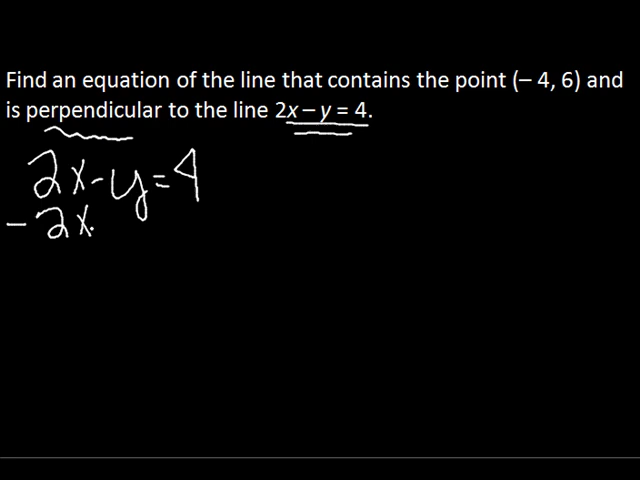 Find an equation of the line that contains the point (– 4, 6) and
is perpendicular to the line 2x – y = 4.
2x-y=4
-2x